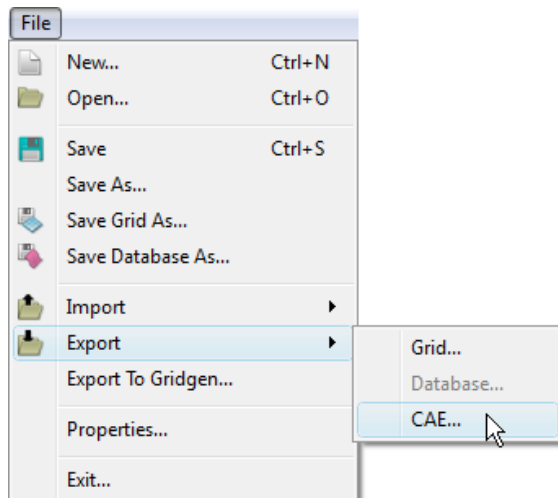 File
New... Ctrl+N
Open... Ctrl+O
Save Ctrl+S
Save As...
Save Grid As...
Save Database As...
Import
Export
Export To Gridgen...
Properties...
Exit...
Grid...
Database...
CAE...